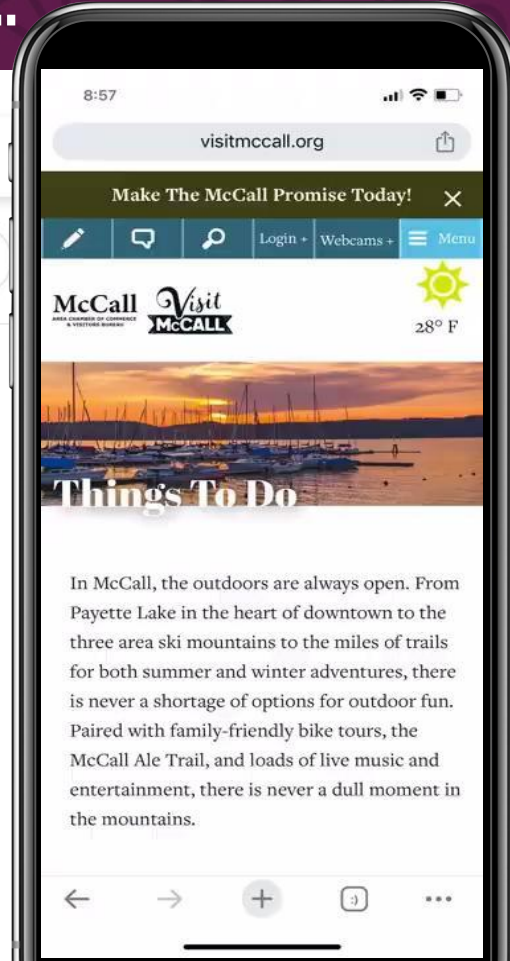 8:57
visitmccall.org
Make The McCall Promise Today!
Login + Webcams + Menu
McCall
AREA CHAMBER OF COMMERCE
& VISITORS BUREAU
Visit
McCALL
28° F
Things To Do
In McCall, the outdoors are always open. From
Payette Lake in the heart of downtown to the
three area ski mountains to the miles of trails
for both summer and winter adventures, there
is never a shortage of options for outdoor fun.
Paired with family-friendly bike tours, the
McCall Ale Trail, and loads of live music and
entertainment, there is never a dull moment in
the mountains.
:)